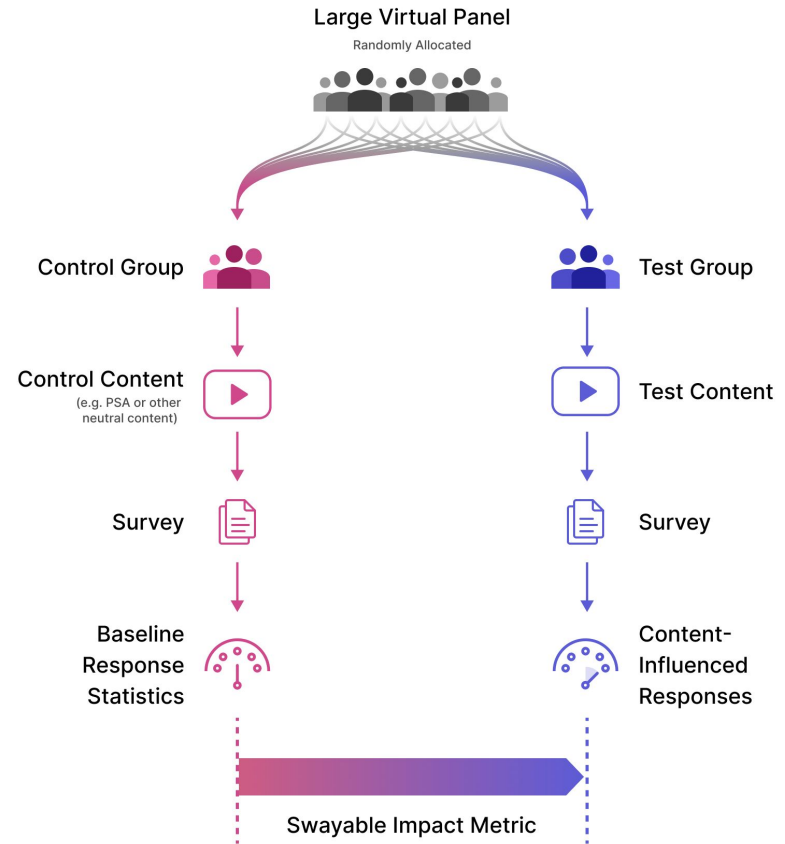 Large Virtual Panel
Randomly Allocated
Control Group
Test Group
Control Content
(e.g. PSA or other
neutral content)
Test Content
Survey
Survey
Baseline
Response
Statistics
Content-
Influenced
Responses
Swayable Impact Metric